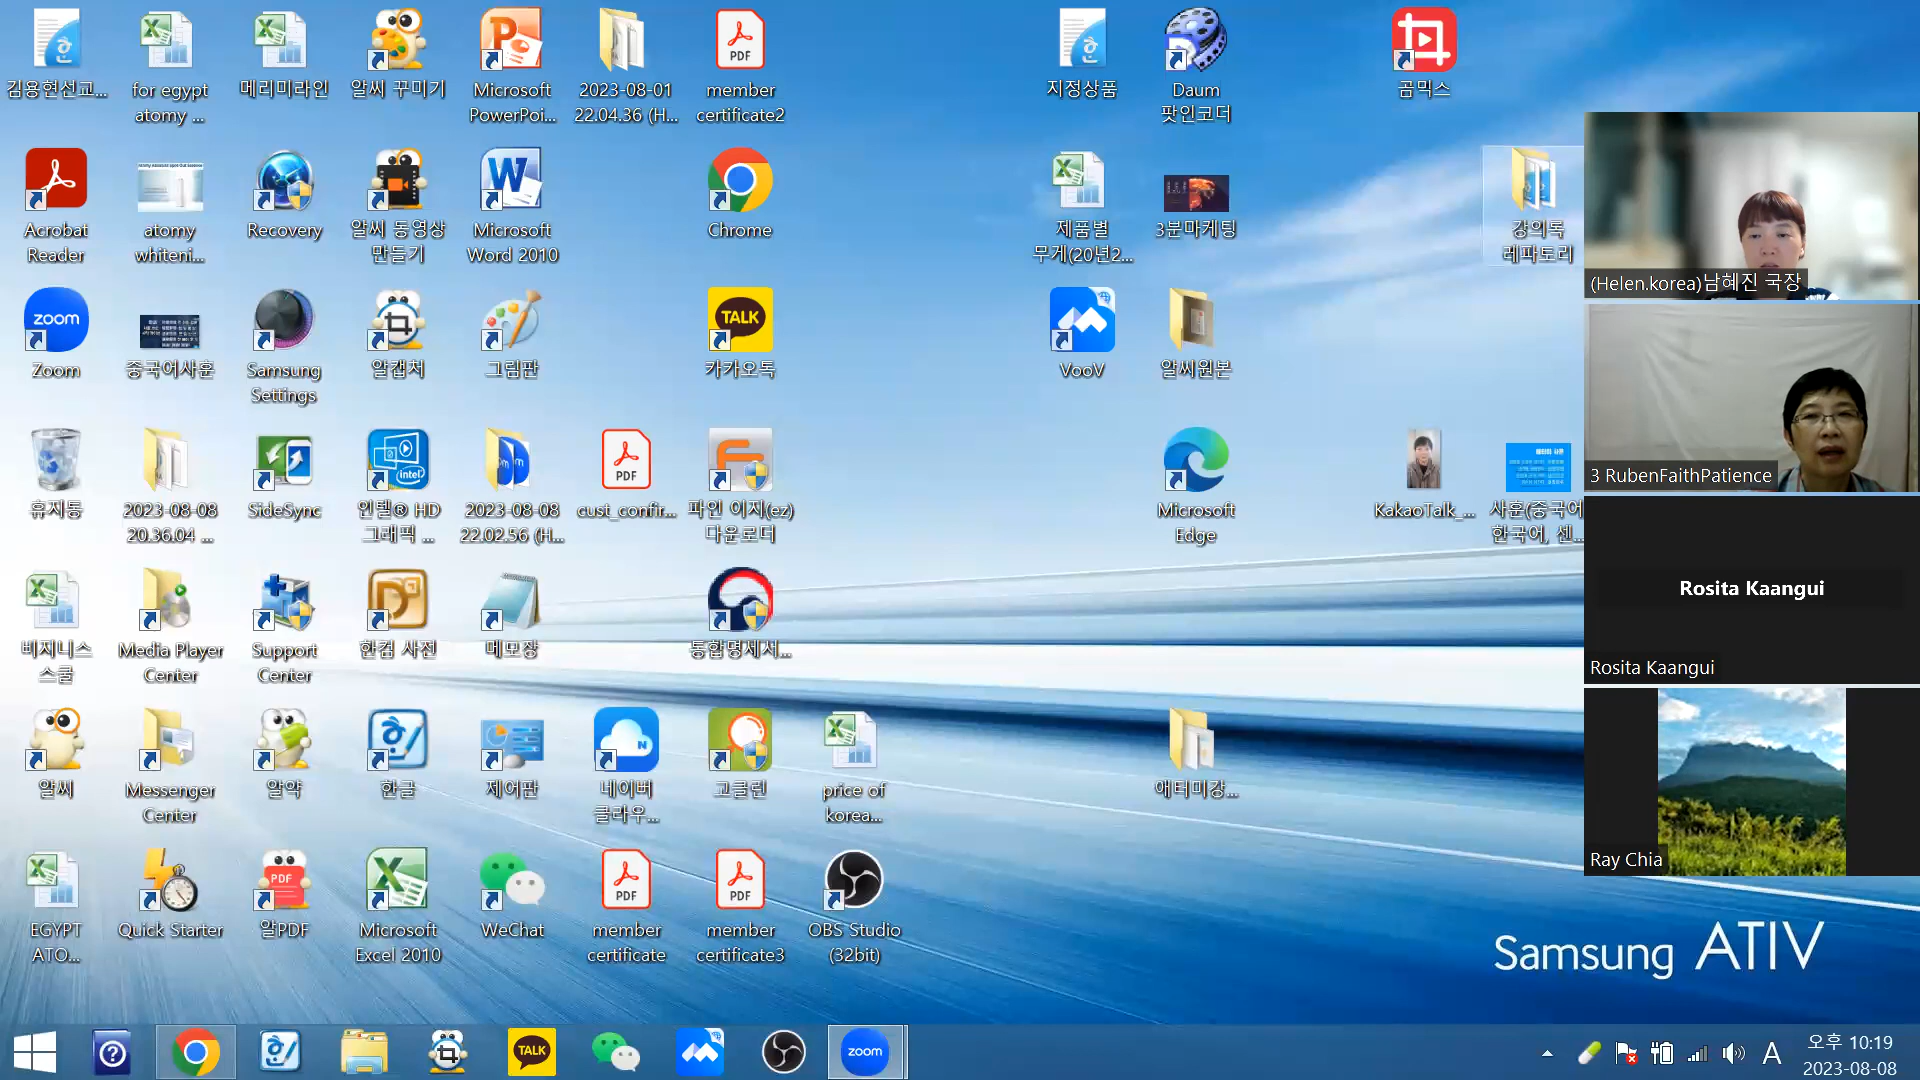 김용현선교...
for egypt
atomy ...
메리미라인
알씨 꾸미기
Microsoft
PowerPoi...
2023-08-01
22.04.36 (H...
PDF
member
certificate2
지정상품
Daum
팟인코더
곰믹스
Acrobat
Reader
atomy
whiteni...
Recovery
알씨 동영상
만들기
Microsoft
Word 2010
Chrome
제품별
무게(20년2...
3분마케팅
강의록
레파토리
(Helen.korea)남혜진 국장
zoom
Zoom
중국어사훈
Samsung
Settings
알캡처
그림판
TALK
카카오톡
VooV
알씨원본
3 RubenFaithPatience
휴지통
2023-08-08
20.36.04 ...
SideSync
intel
인텔® HD
그래픽 ...
2023-08-08
22.02.56 (H...
PDF
cust_confir...
파인 이지(ez)
다운로더
Microsoft
Edge
KakaoTalk_...
사훈(중국어
한국어, 센...
Rosita Kaangui
Rosita Kaangui
비지니스
스쿨
Media Player
Center
Support
Center
한컴 사전
메모장
통합명세서...
알씨
Messenger
Center
알약
한글
제어판
N
네이버
클라우...
고클린
price of
korea...
애터미강...
Ray Chia
EGYPT
ATO...
Quick Starter
PDF
알PDF
Microsoft
Excel 2010
WeChat
PDF
member
certificate
PDF
member
certificate3
OBS Studio
(32bit)
Samsung ATIV
TALK
zoom
A
오후 10:19
2023-08-08